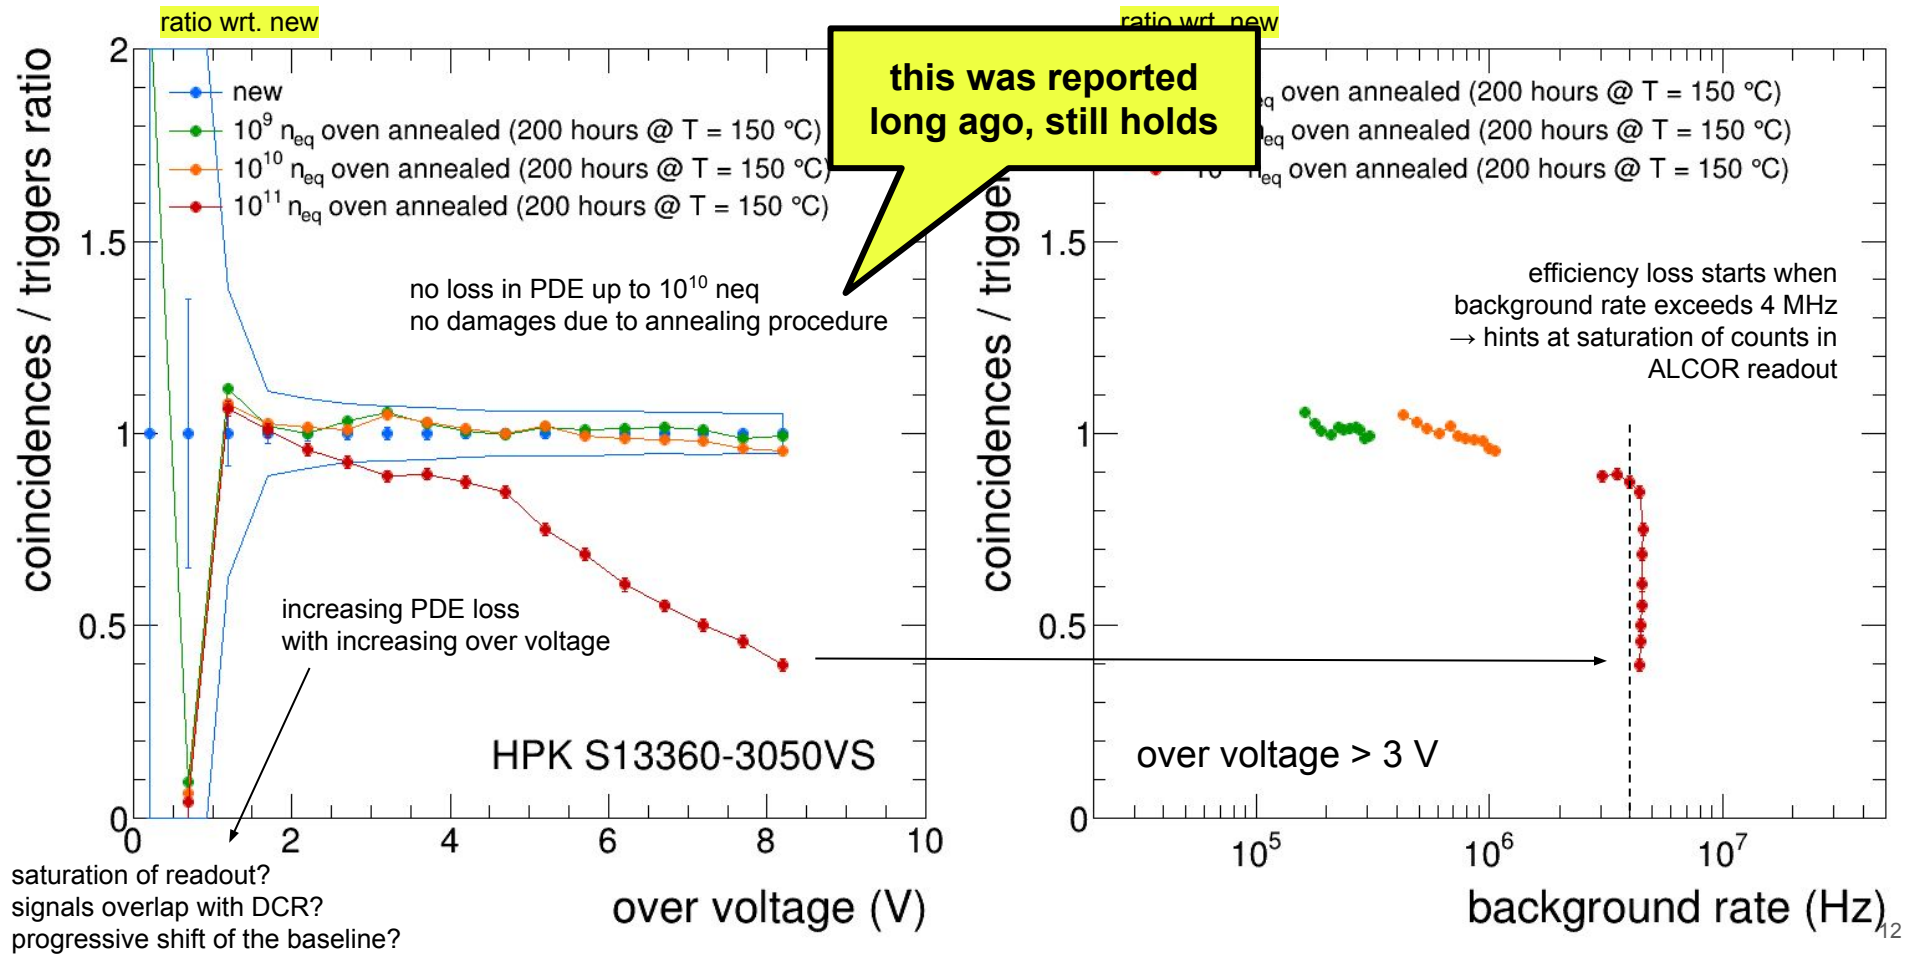 ratio wrt. new
ratio wrt. new
this was reported
long ago, still holds
coincidences / triggers ratio
2
1.5
1
0.5
0
new
10⁹ n_eq oven annealed (200 hours @ T = 150 °C)
10¹⁰ n_eq oven annealed (200 hours @ T = 150 °C)
10¹¹ n_eq oven annealed (200 hours @ T = 150 °C)
no loss in PDE up to 10¹⁰ neq
no damages due to annealing procedure
increasing PDE loss
with increasing over voltage
HPK S13360-3050VS
0 2 4 6 8 10
over voltage (V)
saturation of readout?
signals overlap with DCR?
progressive shift of the baseline?
coincidences /
1.5
1
0.5
0
eq oven annealed (200 hours @ T = 150 °C)
eq oven annealed (200 hours @ T = 150 °C)
eq oven annealed (200 hours @ T = 150 °C)
efficiency loss starts when
background rate exceeds 4 MHz
→ hints at saturation of counts in
ALCOR readout
over voltage > 3 V
10⁵ 10⁶ 10⁷
background rate (Hz)
12